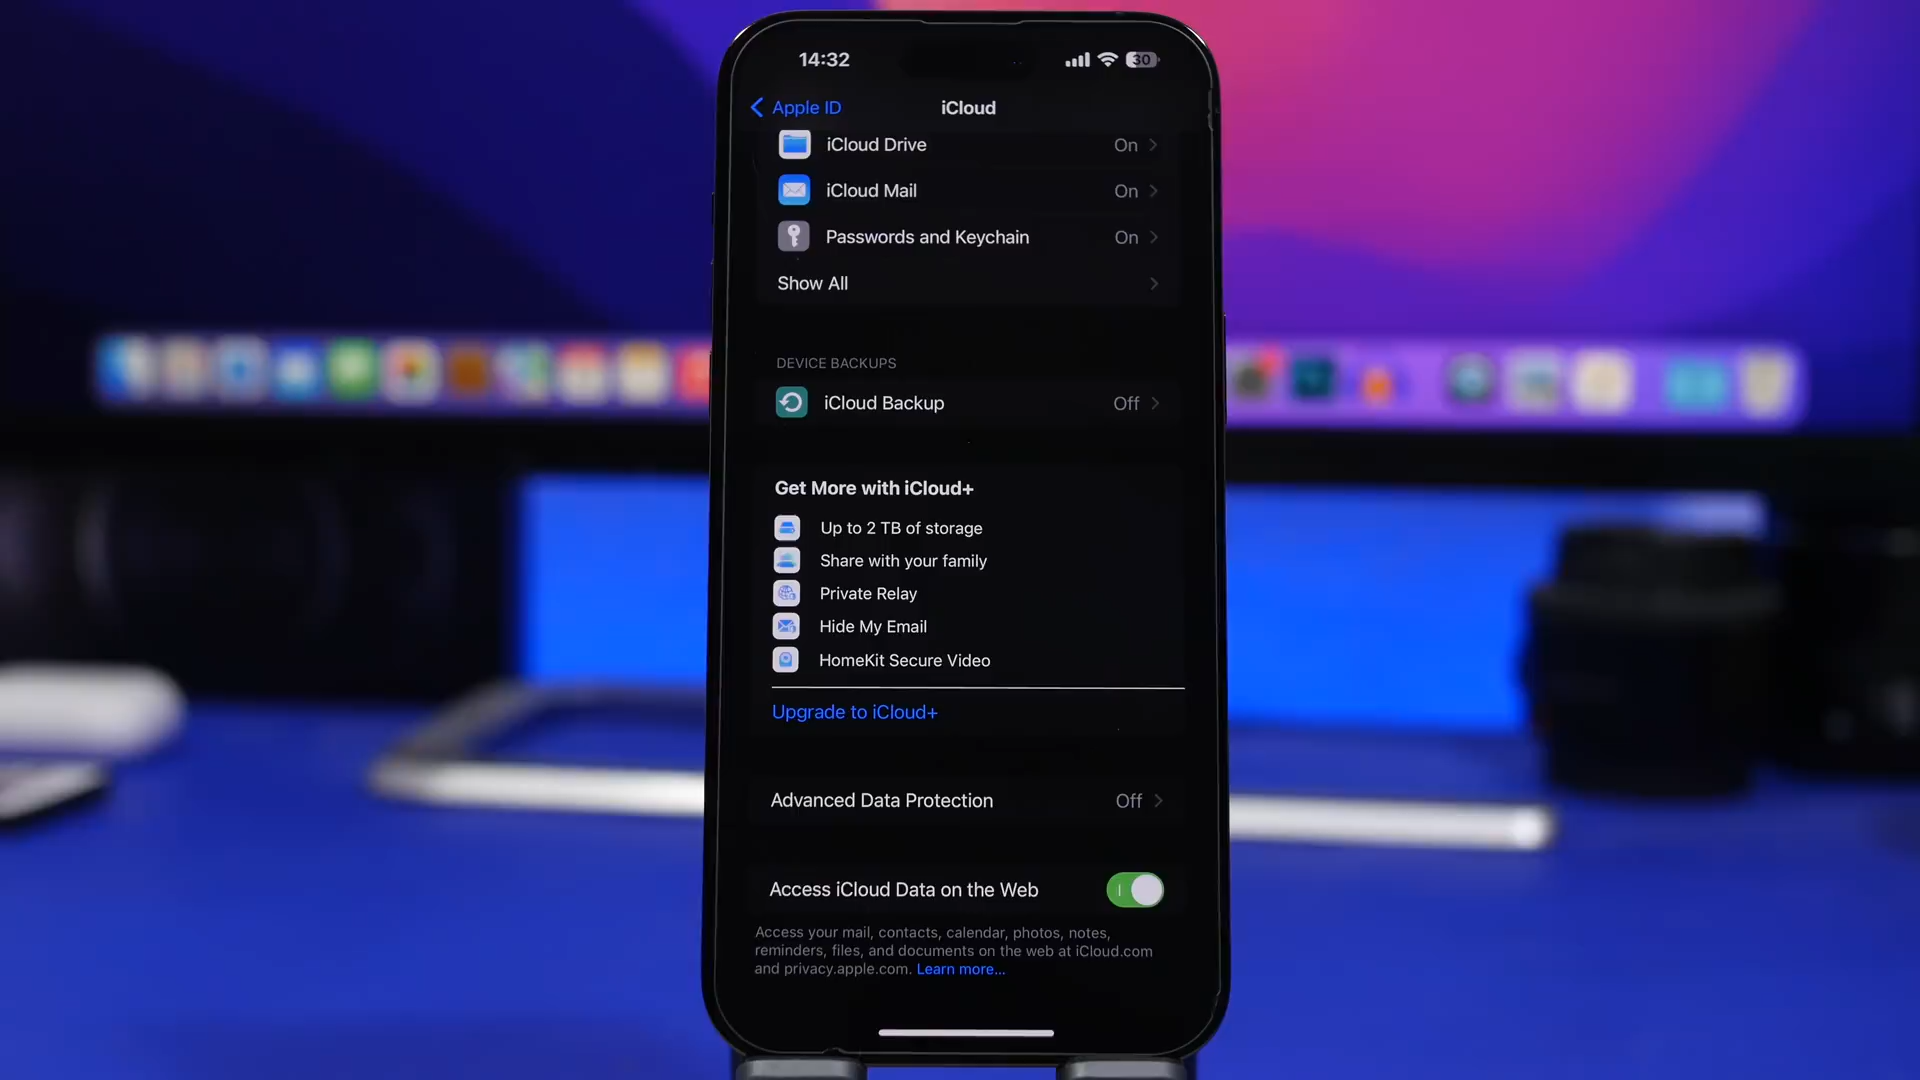 14:32
30
Apple ID
iCloud
iCloud Drive On
iCloud Mail On
Passwords and Keychain On
Show All
DEVICE BACKUPS
iCloud Backup Off
Get More with iCloud+
Up to 2 TB of storage
Share with your family
Private Relay
Hide My Email
HomeKit Secure Video
Upgrade to iCloud+
Advanced Data Protection Off
Access iCloud Data on the Web
Access your mail, contacts, calendar, photos, notes,
reminders, files, and documents on the web at iCloud.com
and privacy.apple.com. Learn more...